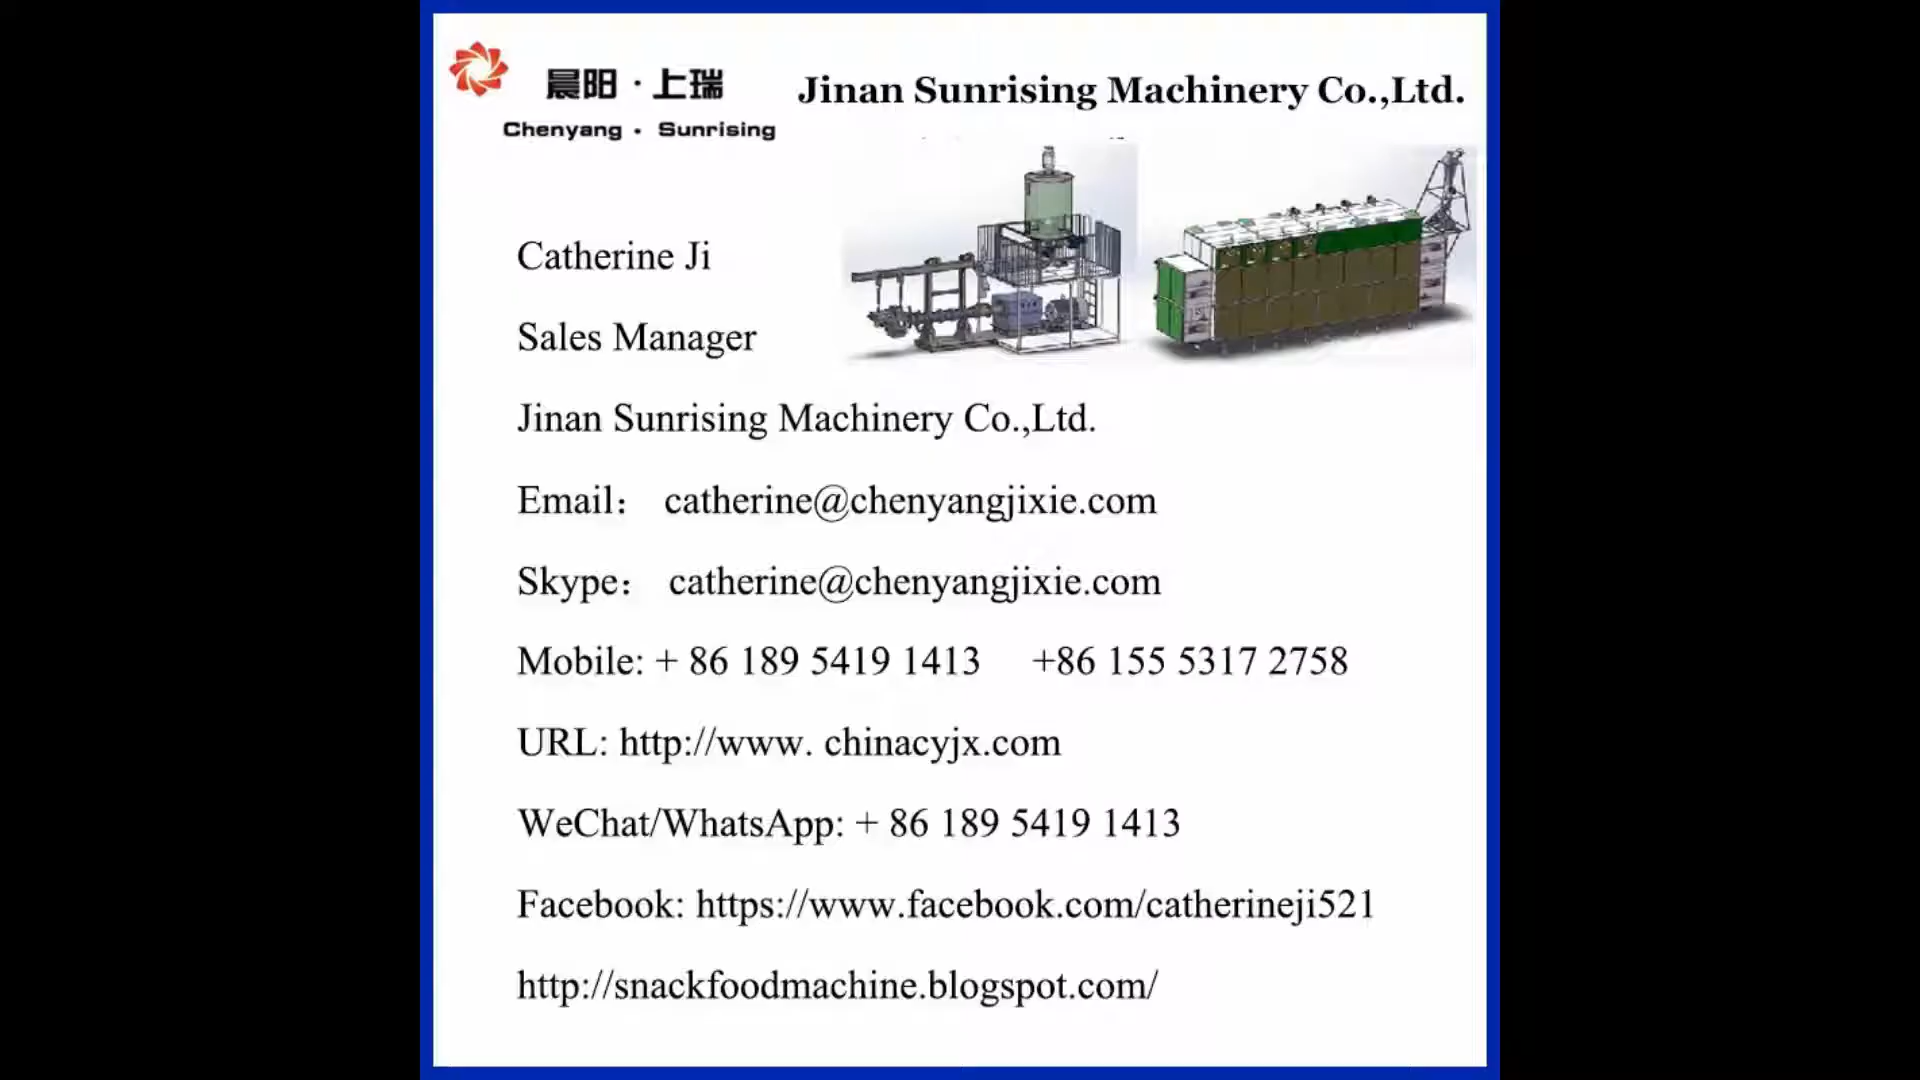 晨阳·上瑞
Chenyang · Sunrising
Jinan Sunrising Machinery Co.,Ltd.
Catherine Ji
Sales Manager
Jinan Sunrising Machinery Co.,Ltd.
Email： catherine@chenyangjixie.com
Skype： catherine@chenyangjixie.com
Mobile: + 86 189 5419 1413 +86 155 5317 2758
URL: http://www. chinacyjx.com
WeChat/WhatsApp: + 86 189 5419 1413
Facebook: https://www.facebook.com/catherineji521
http://snackfoodmachine.blogspot.com/